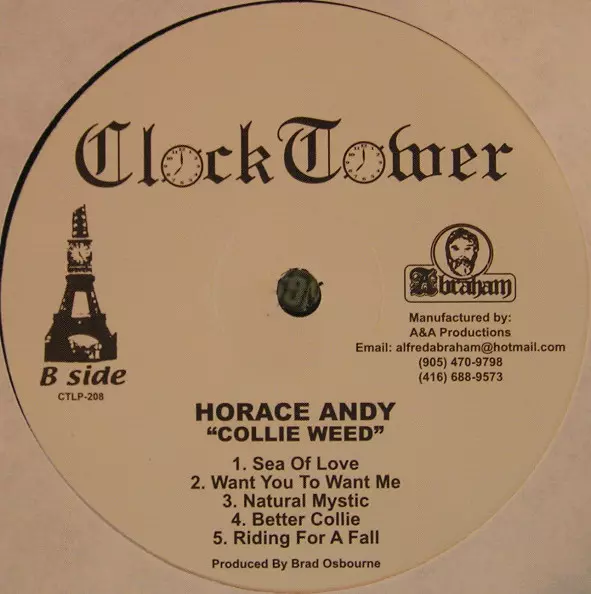 ClockTower
B side
CTLP-208
Abraham
Manufactured by:
A&A Productions
Email: alfredabraham@hotmail.com
(905) 470-9798
(416) 688-9573
HORACE ANDY
“COLLIE WEED”
1. Sea Of Love
2. Want You To Want Me
3. Natural Mystic
4. Better Collie
5. Riding For A Fall
Produced By Brad Osbourne